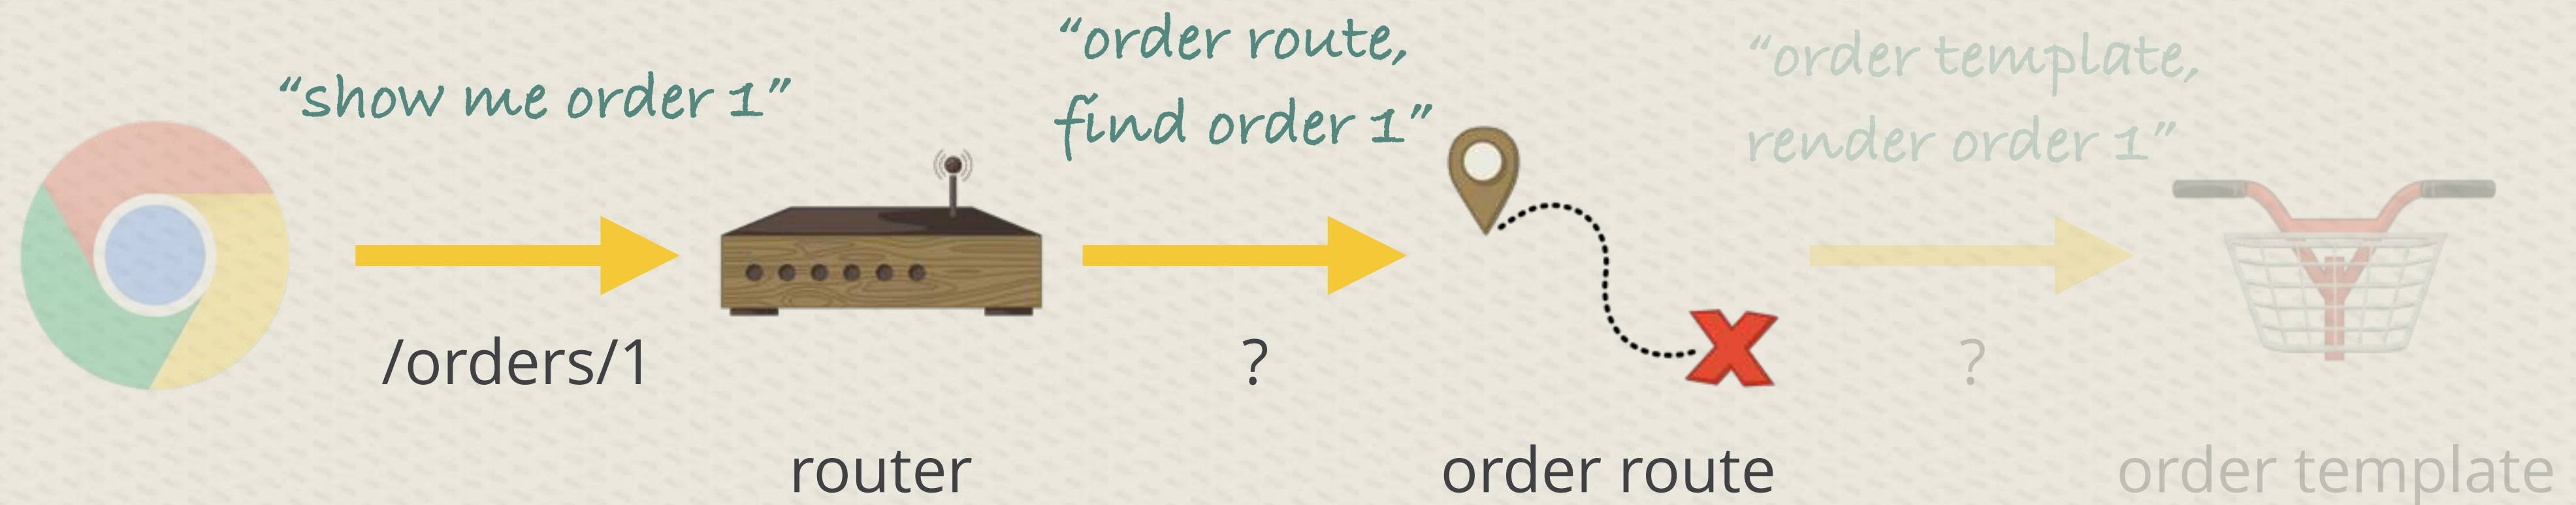 “show me order 1”
“order route,
find order 1”
“order template,
render order 1”
/orders/1
?
?
router
order route
order template